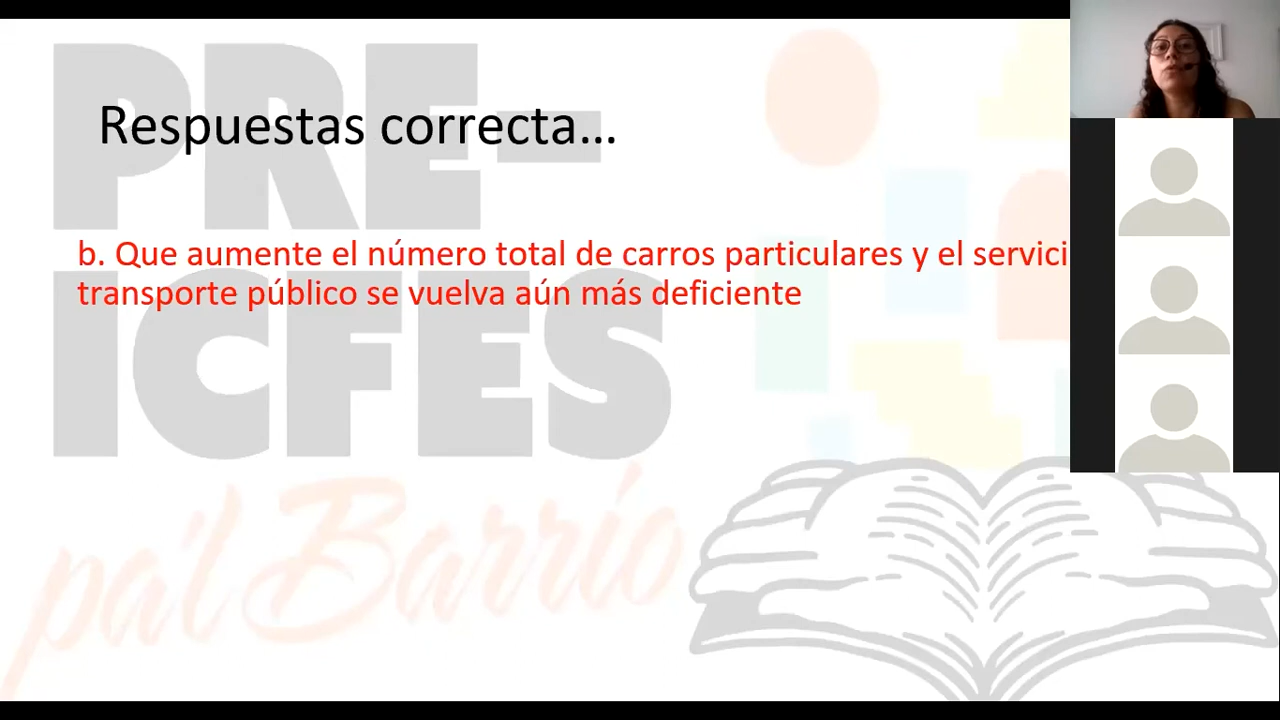 PRE-
Respuestas correcta...
b. Que aumente el número total de carros particulares y el servici
transporte público se vuelva aún más deficiente
ICFES
pa'l Barrio